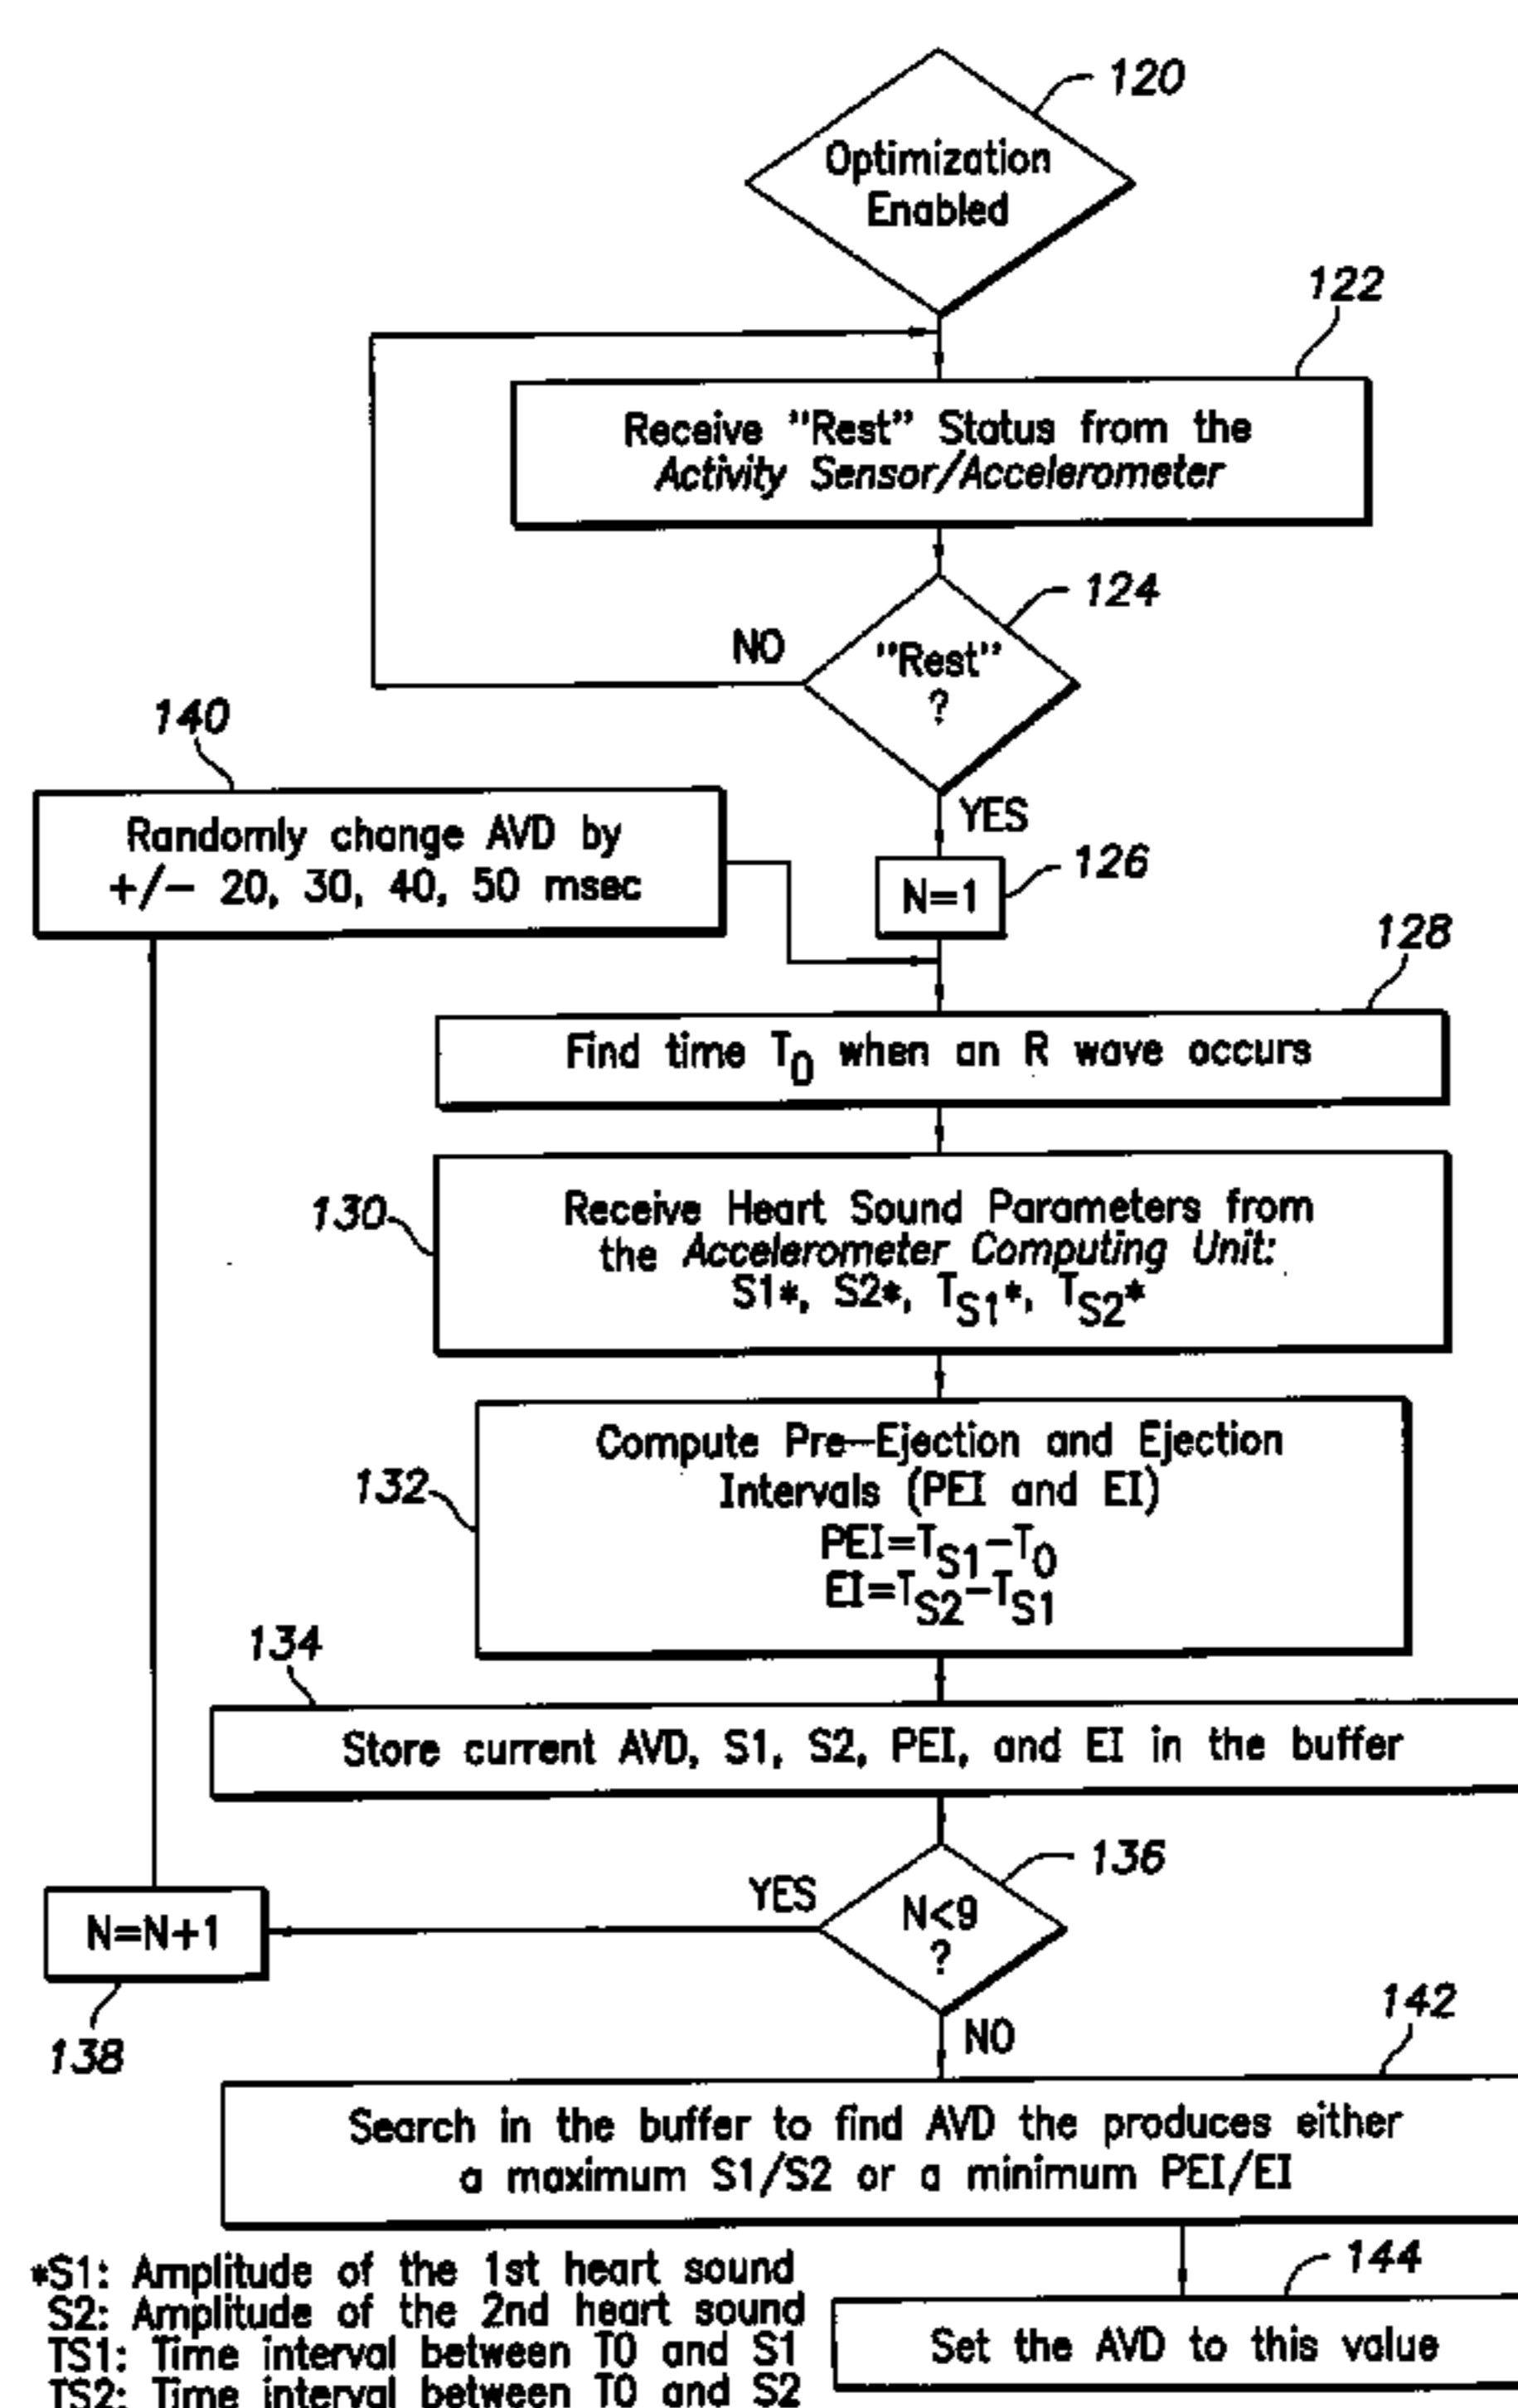 120
Optimization
Enabled
122
Receive "Rest" Status from the
Activity Sensor/Accelerometer
124
NO
"Rest"
?
140
YES
Randomly change AVD by
+/- 20, 30, 40, 50 msec
126
N=1
128
Find time T0 when an R wave occurs
130
Receive Heart Sound Parameters from
the Accelerometer Computing Unit:
S1*, S2*, TS1*, TS2*
132
Compute Pre-Ejection and Ejection
Intervals (PEI and EI)
PEI=TS1-T0
EI=TS2-TS1
134
Store current AVD, S1, S2, PEI, and EI in the buffer
136
YES
N<9
?
N=N+1
138
NO
142
Search in the buffer to find AVD the produces either
a maximum S1/S2 or a minimum PEI/EI
144
Set the AVD to this value
*S1: Amplitude of the 1st heart sound
S2: Amplitude of the 2nd heart sound
TS1: Time interval between T0 and S1
TS2: Time interval between T0 and S2